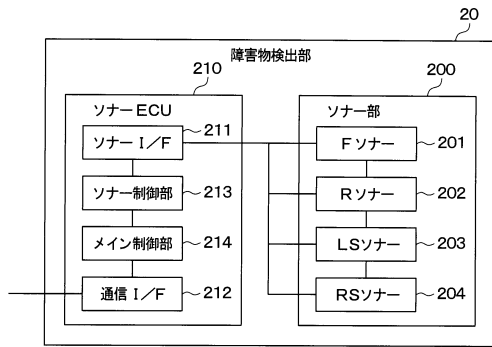 20
障害物検出部
210
200
ソナーECU
ソナー部
ソナー I／F
211
Fソナー
201
ソナー制御部
213
Rソナー
202
メイン制御部
214
LSソナー
203
通信 I／F
212
RSソナー
204